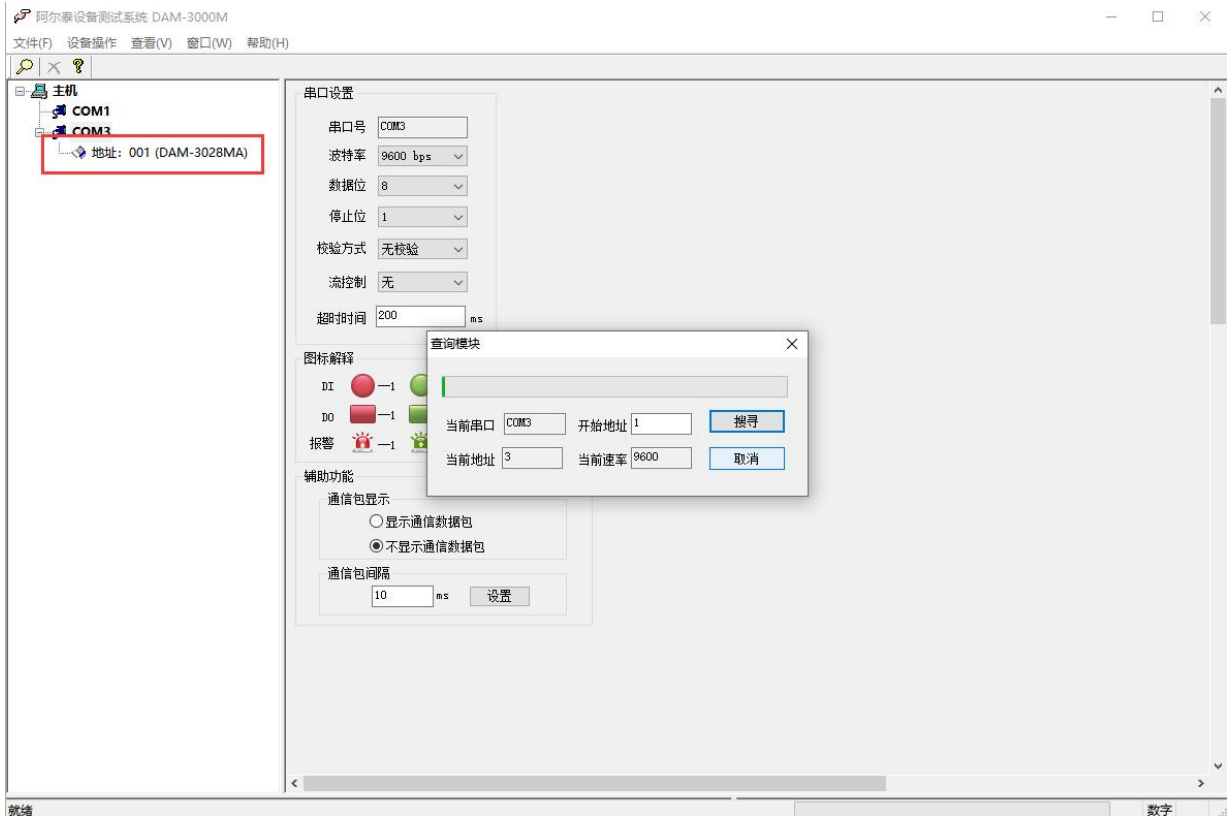 阿尔泰设备测试系统 DAM-3000M
文件(F) 设备操作 查看(V) 窗口(W) 帮助(H)
主机
COM1
COM3
地址：001 (DAM-3028MA)
串口设置
串口号 COM3
波特率 9600 bps
数据位 8
停止位 1
校验方式 无校验
流控制 无
超时时间 200 ms
图标解释
DI —1
DO —1
报警 —1
查询模块
当前串口 COM3 开始地址 1 搜寻
当前地址 3 当前速率 9600 取消
辅助功能
通信包显示
显示通信数据包
不显示通信数据包
通信包间隔
10 ms 设置
就绪 数字